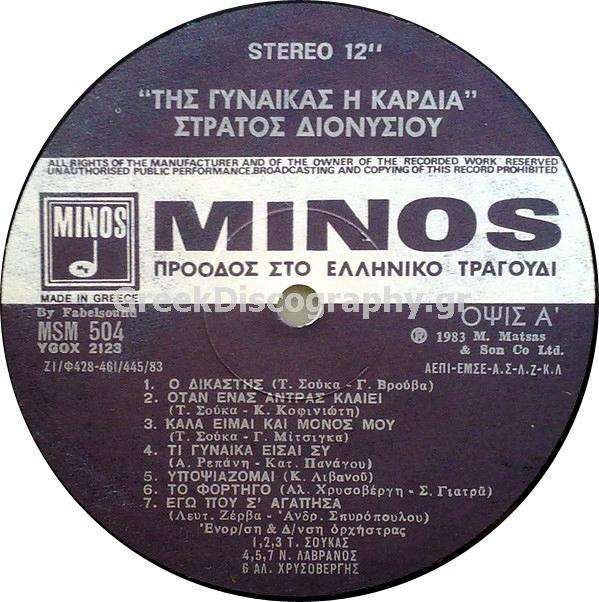 STEREO 12"
"ΤΗΣ ΓΥΝΑΙΚΑΣ Η ΚΑΡΔΙΑ"
ΣΤΡΑΤΟΣ ΔΙΟΝΥΣΙΟΥ
ALL RIGHTS OF THE MANUFACTURER AND OF THE OWNER OF THE RECORDED WORK RESERVED
UNAUTHORISED PUBLIC PERFORMANCE.BROADCASTING AND COPYING OF THIS RECORD PROHIBITED
MINOS
MINOS
ΠΡΟΟΔΟΣ ΣΤΟ ΕΛΛΗΝΙΚΟ ΤΡΑΓΟΥΔΙ
MADE IN GREECE
GreekDiscography.gr
By Fabelsound
MSM 504
YGOX 2123
ΖΙ/Φ428-461/445/83
ΟΨΙΣ Α'
Ⓟ 1983 M. Matsas
& Son Co Ltd.
ΑΕΠΙ-ΕΜΣΕ-Α.Σ-Λ.Ζ-Κ.Λ
1. Ο ΔΙΚΑΣΤΗΣ (Τ. Σούκα - Γ. Βρούβα)
2. ΟΤΑΝ ΕΝΑΣ ΑΝΤΡΑΣ ΚΛΑΙΕΙ
(Τ. Σούκα - Κ. Κοφινιώτη)
3. ΚΑΛΑ ΕΙΜΑΙ ΚΑΙ ΜΟΝΟΣ ΜΟΥ
(Τ. Σούκα - Γ. Μίτσιγκα)
4. ΤΙ ΓΥΝΑΙΚΑ ΕΙΣΑΙ ΣΥ
(Α. Ρεπάνη - Κατ. Πανάγου)
5. ΥΠΟΨΙΑΖΟΜΑΙ (Κ. Λιβανοῦ)
6. ΤΟ ΦΟΡΤΗΓΟ (Αλ. Χρυσοβέργη - Σ. Γιατρᾶ)
7. ΕΓΩ ΠΟΥ Σ' ΑΓΑΠΗΣΑ
(Λευτ. Ζέρβα - Ανδρ. Σπυρόπουλου)
Ενορ/ση & Δ/νση ὀρχήστρας
1,2,3 Τ. ΣΟΥΚΑΣ
4,5,7 Ν. ΛΑΒΡΑΝΟΣ
6 ΑΛ. ΧΡΥΣΟΒΕΡΓΗΣ